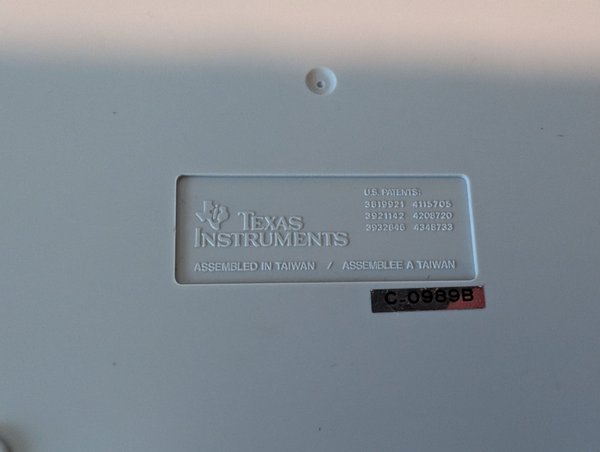 TEXAS
INSTRUMENTS
U.S. PATENTS:
3819921 4115705
3921142 4208720
3932846 4348733
ASSEMBLED IN TAIWAN / ASSEMBLEE A TAIWAN
C-0989B